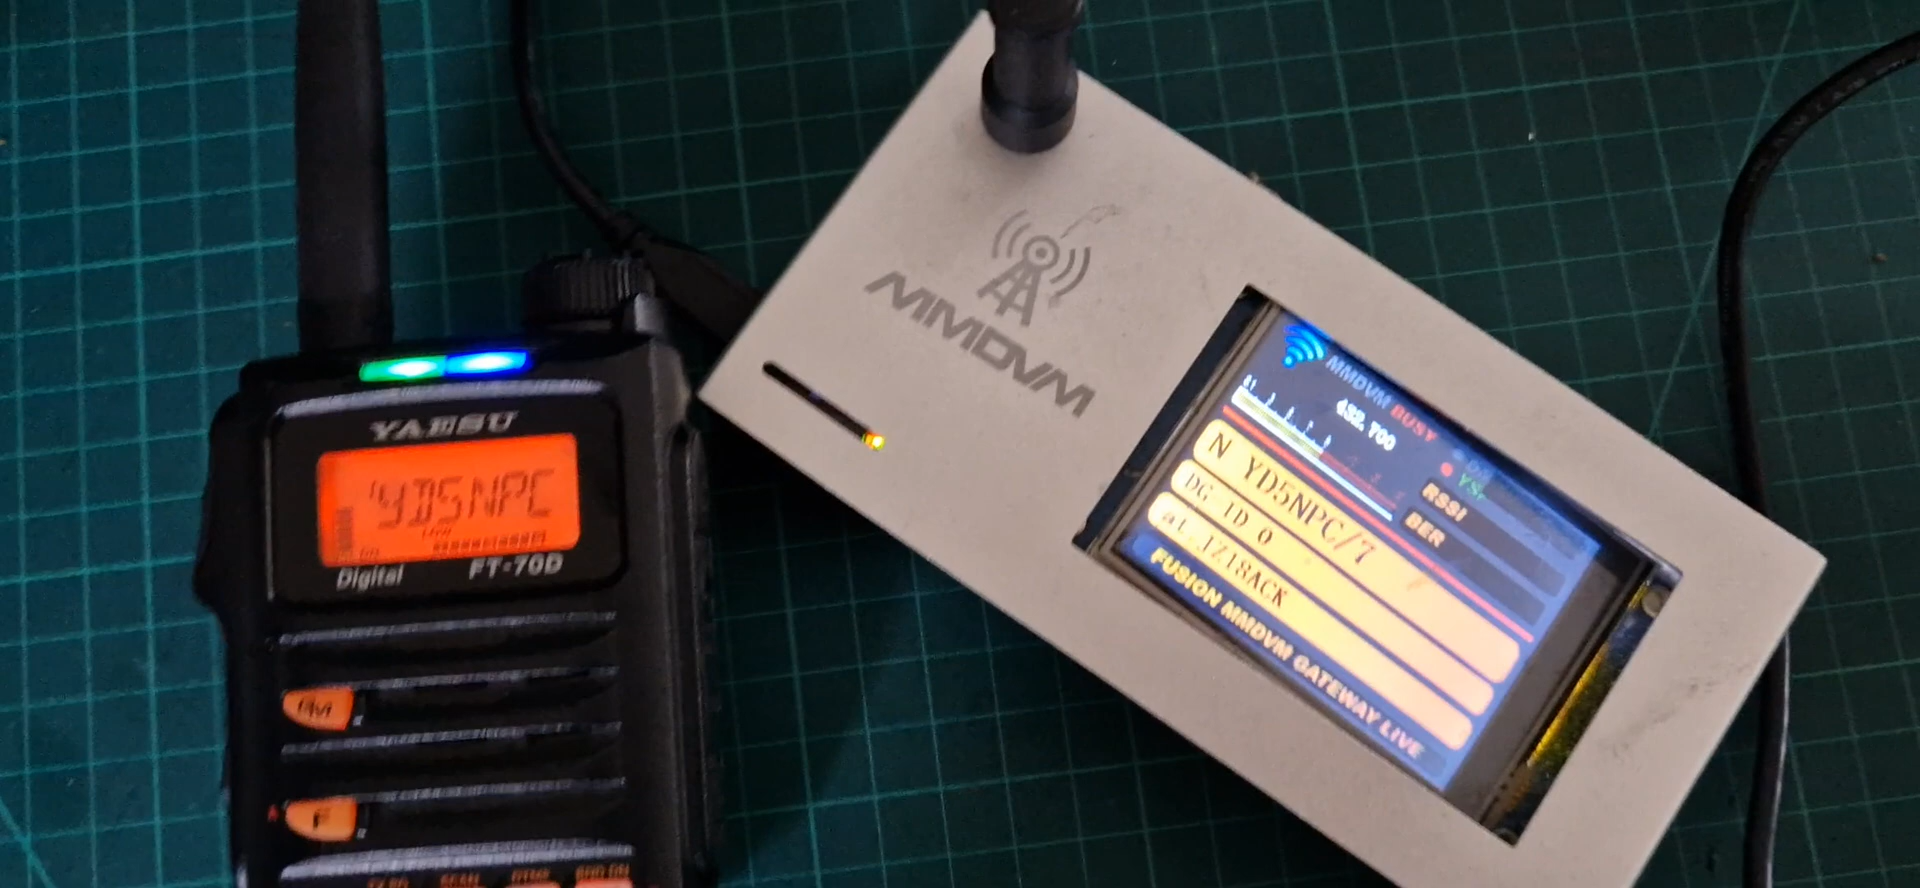 YAESU
YD5NPC
Digital FT-70D
F
MMDVM
MMDVM BUSY
432.700
YSF
RSSI
BER
N YD5NPC/7
DG-ID 0
at
FUSION MMDVM GATEWAY LIVE